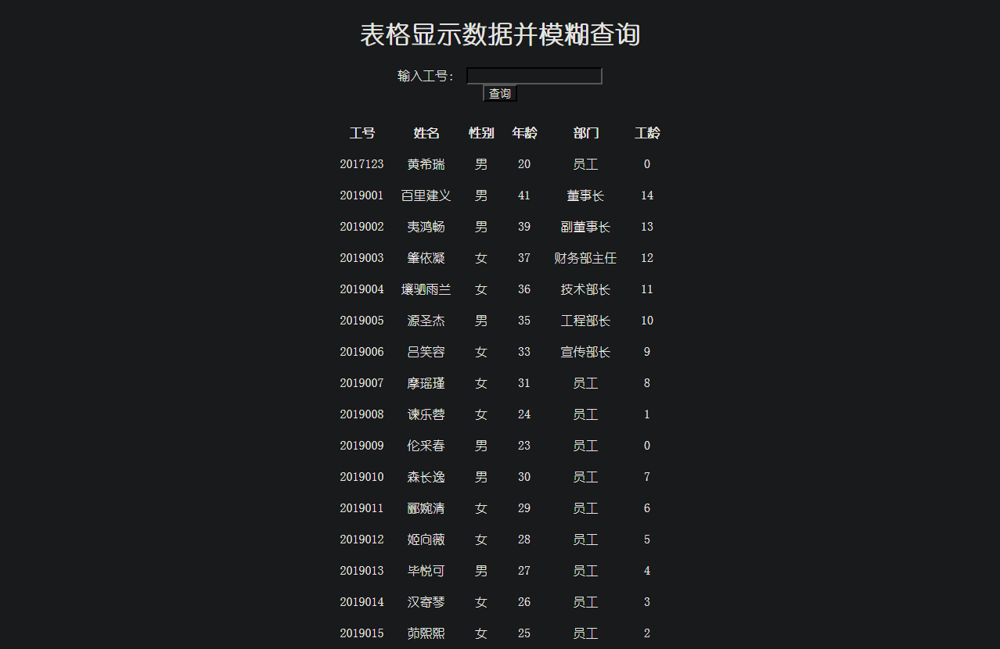 表格显示数据并模糊查询
输入工号：
查询
工号 姓名 性别 年龄 部门 工龄
2017123 黄希瑞 男 20 员工 0
2019001 百里建义 男 41 董事长 14
2019002 夷鸿畅 男 39 副董事长 13
2019003 肇依凝 女 37 财务部主任 12
2019004 壤驷雨兰 女 36 技术部长 11
2019005 源圣杰 男 35 工程部长 10
2019006 吕笑容 女 33 宣传部长 9
2019007 摩瑶瑾 女 31 员工 8
2019008 谏乐蓉 女 24 员工 1
2019009 伦采春 男 23 员工 0
2019010 森长逸 男 30 员工 7
2019011 郦婉清 女 29 员工 6
2019012 姬向薇 女 28 员工 5
2019013 毕悦可 男 27 员工 4
2019014 汉寄琴 女 26 员工 3
2019015 茆熙熙 女 25 员工 2